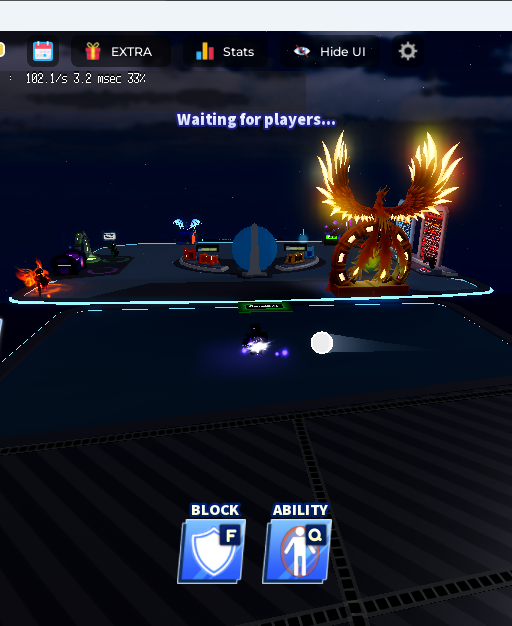 EXTRA Stats Hide UI
: 102.1/s 3.2 msec 33%
Waiting for players...
BLOCK ABILITY
F Q